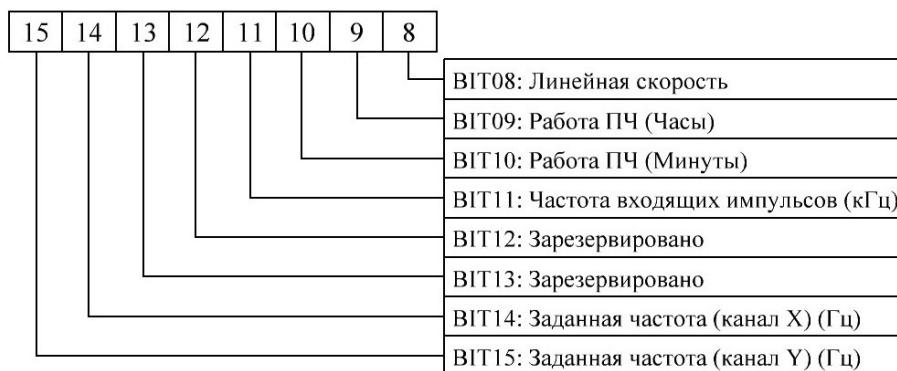 15 14 13 12 11 10 9 8
BIT08: Линейная скорость
BIT09: Работа ПЧ (Часы)
BIT10: Работа ПЧ (Минуты)
BIT11: Частота входящих импульсов (кГц)
BIT12: Зарезервировано
BIT13: Зарезервировано
BIT14: Заданная частота (канал X) (Гц)
BIT15: Заданная частота (канал Y) (Гц)